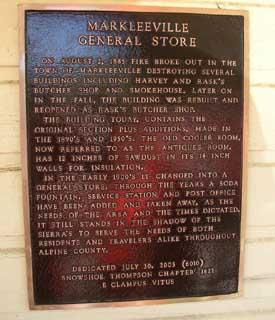 MARKLEEVILLE
GENERAL STORE
ON AUGUST 2, 1885 FIRE BROKE OUT IN THE
TOWN OF MARKLEEVILLE DESTROYING SEVERAL
BUILDINGS INCLUDING HARVEY AND RASK'S
BUTCHER SHOP AND SMOKEHOUSE. LATER ON
IN THE FALL, THE BUILDING WAS REBUILT AND
REOPENED AS RASK'S BUTCHER SHOP.
THE BUILDING TODAY, CONTAINS THE
ORIGINAL SECTION PLUS ADDITIONS, MADE IN
THE 1890'S AND 1950'S. THE OLD COOLER ROOM,
NOW REFERRED TO AS THE ANTIQUES ROOM,
HAS 12 INCHES OF SAWDUST IN ITS 14 INCH
WALLS FOR INSULATION.
IN THE EARLY 1900'S IT CHANGED INTO A
GENERAL STORE. THROUGH THE YEARS A SODA
FOUNTAIN, SERVICE STATION AND POST OFFICE
HAVE BEEN ADDED AND TAKEN AWAY, AS THE
NEEDS OF THE AREA AND THE TIMES DICTATED.
IT STILL STANDS IN THE SHADOW OF THE
SIERRA'S TO SERVE THE NEEDS OF BOTH
RESIDENTS AND TRAVELERS ALIKE THROUGHOUT
ALPINE COUNTY.
DEDICATED JULY 30, 2005 (6010)
SNOWSHOE THOMPSON CHAPTER 1827
E CLAMPUS VITUS